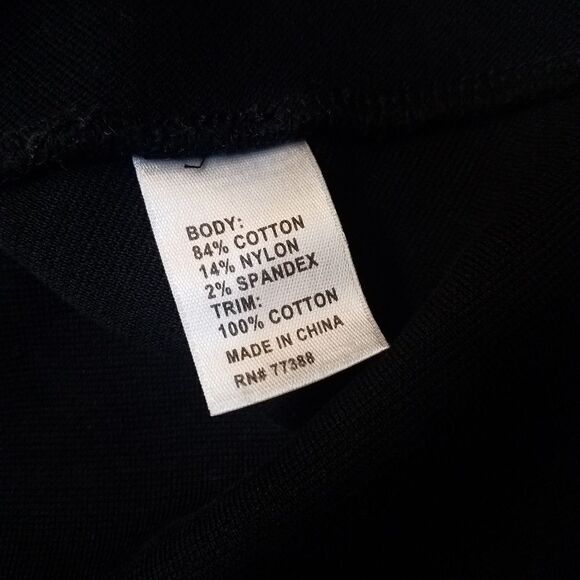 BODY:
84% COTTON
14% NYLON
2% SPANDEX
TRIM:
100% COTTON
MADE IN CHINA
RN# 77388